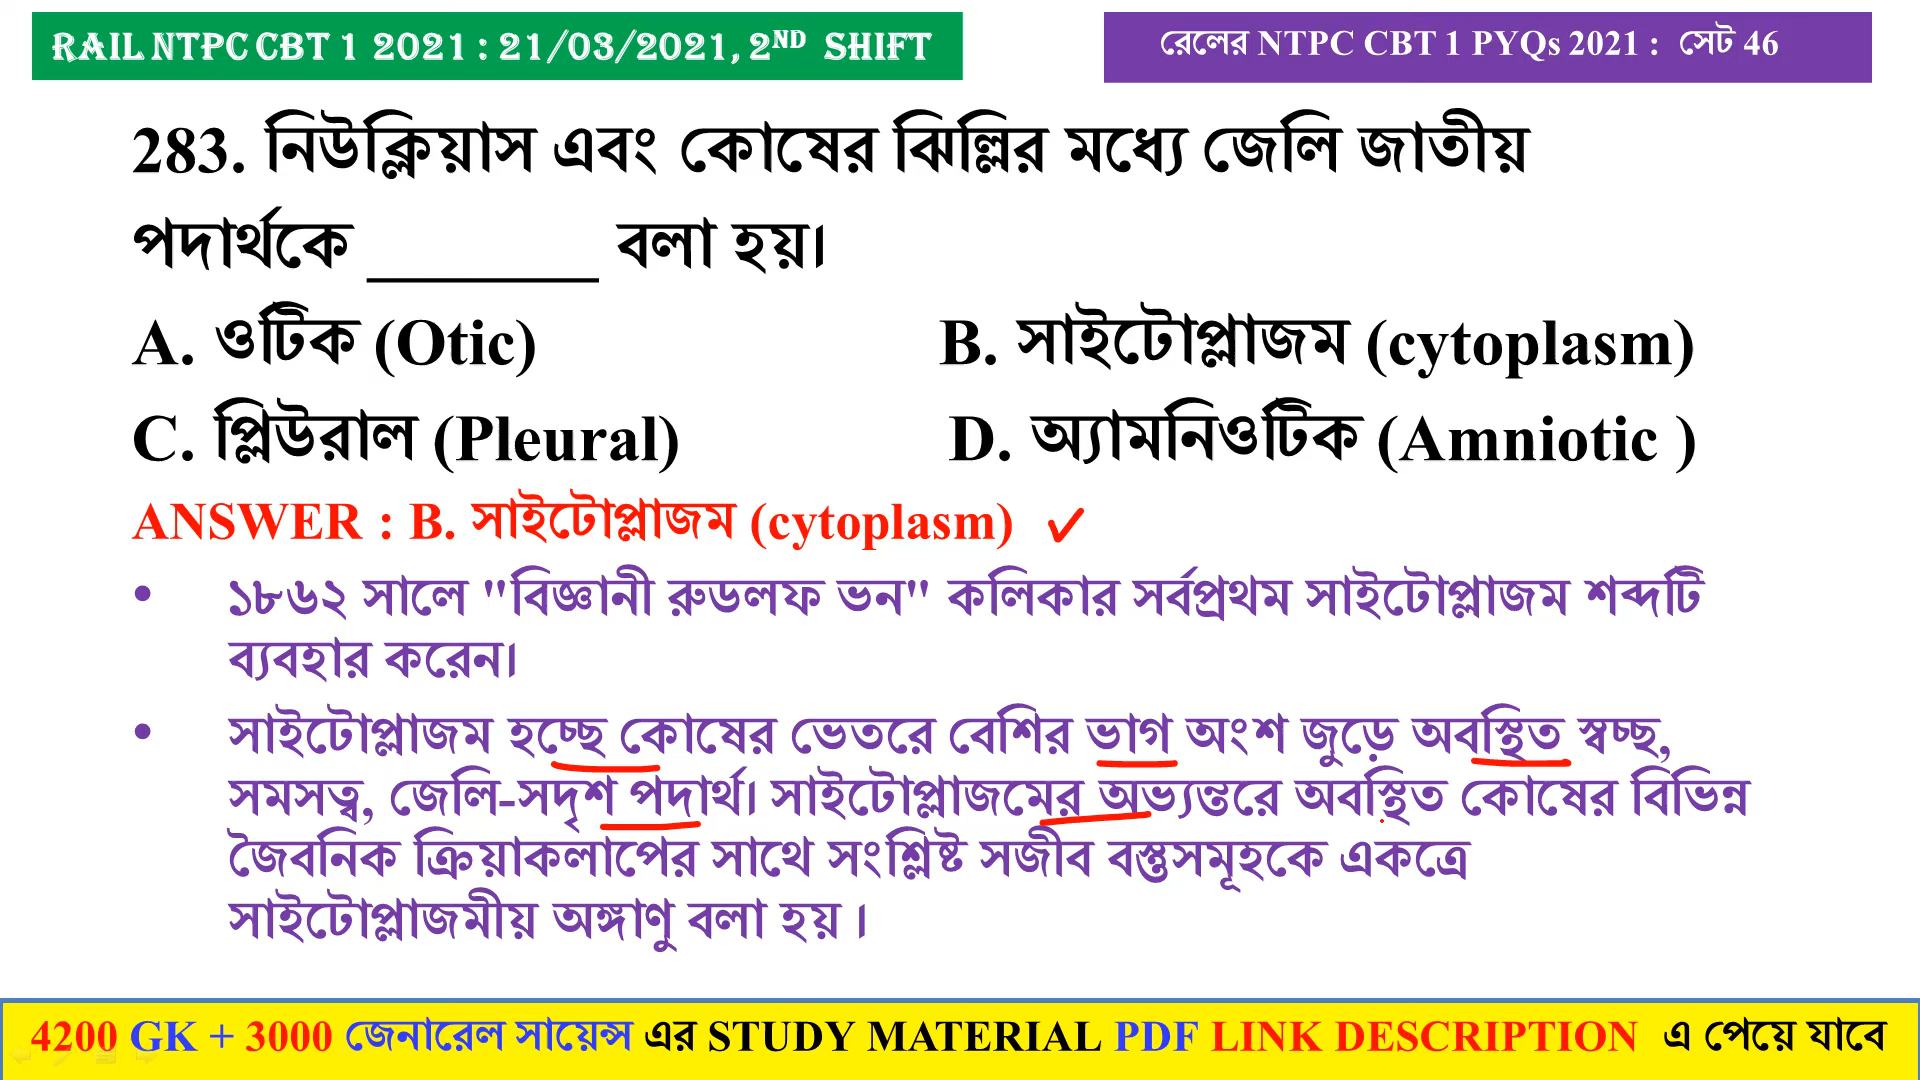 RAIL NTPC CBT 1 2021 : 21/03/2021, 2ND SHIFT
রেলের NTPC CBT 1 PYQs 2021 : সেট 46
283. নিউক্লিয়াস এবং কোষের ঝিল্লির মধ্যে জেলি জাতীয়
পদার্থকে _______ বলা হয়।
A. ওটিক (Otic) B. সাইটোপ্লাজম (cytoplasm)
C. প্লিউরাল (Pleural) D. অ্যামনিওটিক (Amniotic )
ANSWER : B. সাইটোপ্লাজম (cytoplasm) ✓
• ১৮৬২ সালে "বিজ্ঞানী রুডলফ ভন" কলিকার সর্বপ্রথম সাইটোপ্লাজম শব্দটি
ব্যবহার করেন।
• সাইটোপ্লাজম হচ্ছে কোষের ভেতরে বেশির ভাগ অংশ জুড়ে অবস্থিত স্বচ্ছ,
সমসত্ব, জেলি-সদৃশ পদার্থ। সাইটোপ্লাজমের অভ্যন্তরে অবস্থিত কোষের বিভিন্ন
জৈবনিক ক্রিয়াকলাপের সাথে সংশ্লিষ্ট সজীব বস্তুসমূহকে একত্রে
সাইটোপ্লাজমীয় অঙ্গাণু বলা হয় ।
4200 GK + 3000 জেনারেল সায়েন্স এর STUDY MATERIAL PDF LINK DESCRIPTION এ পেয়ে যাবে